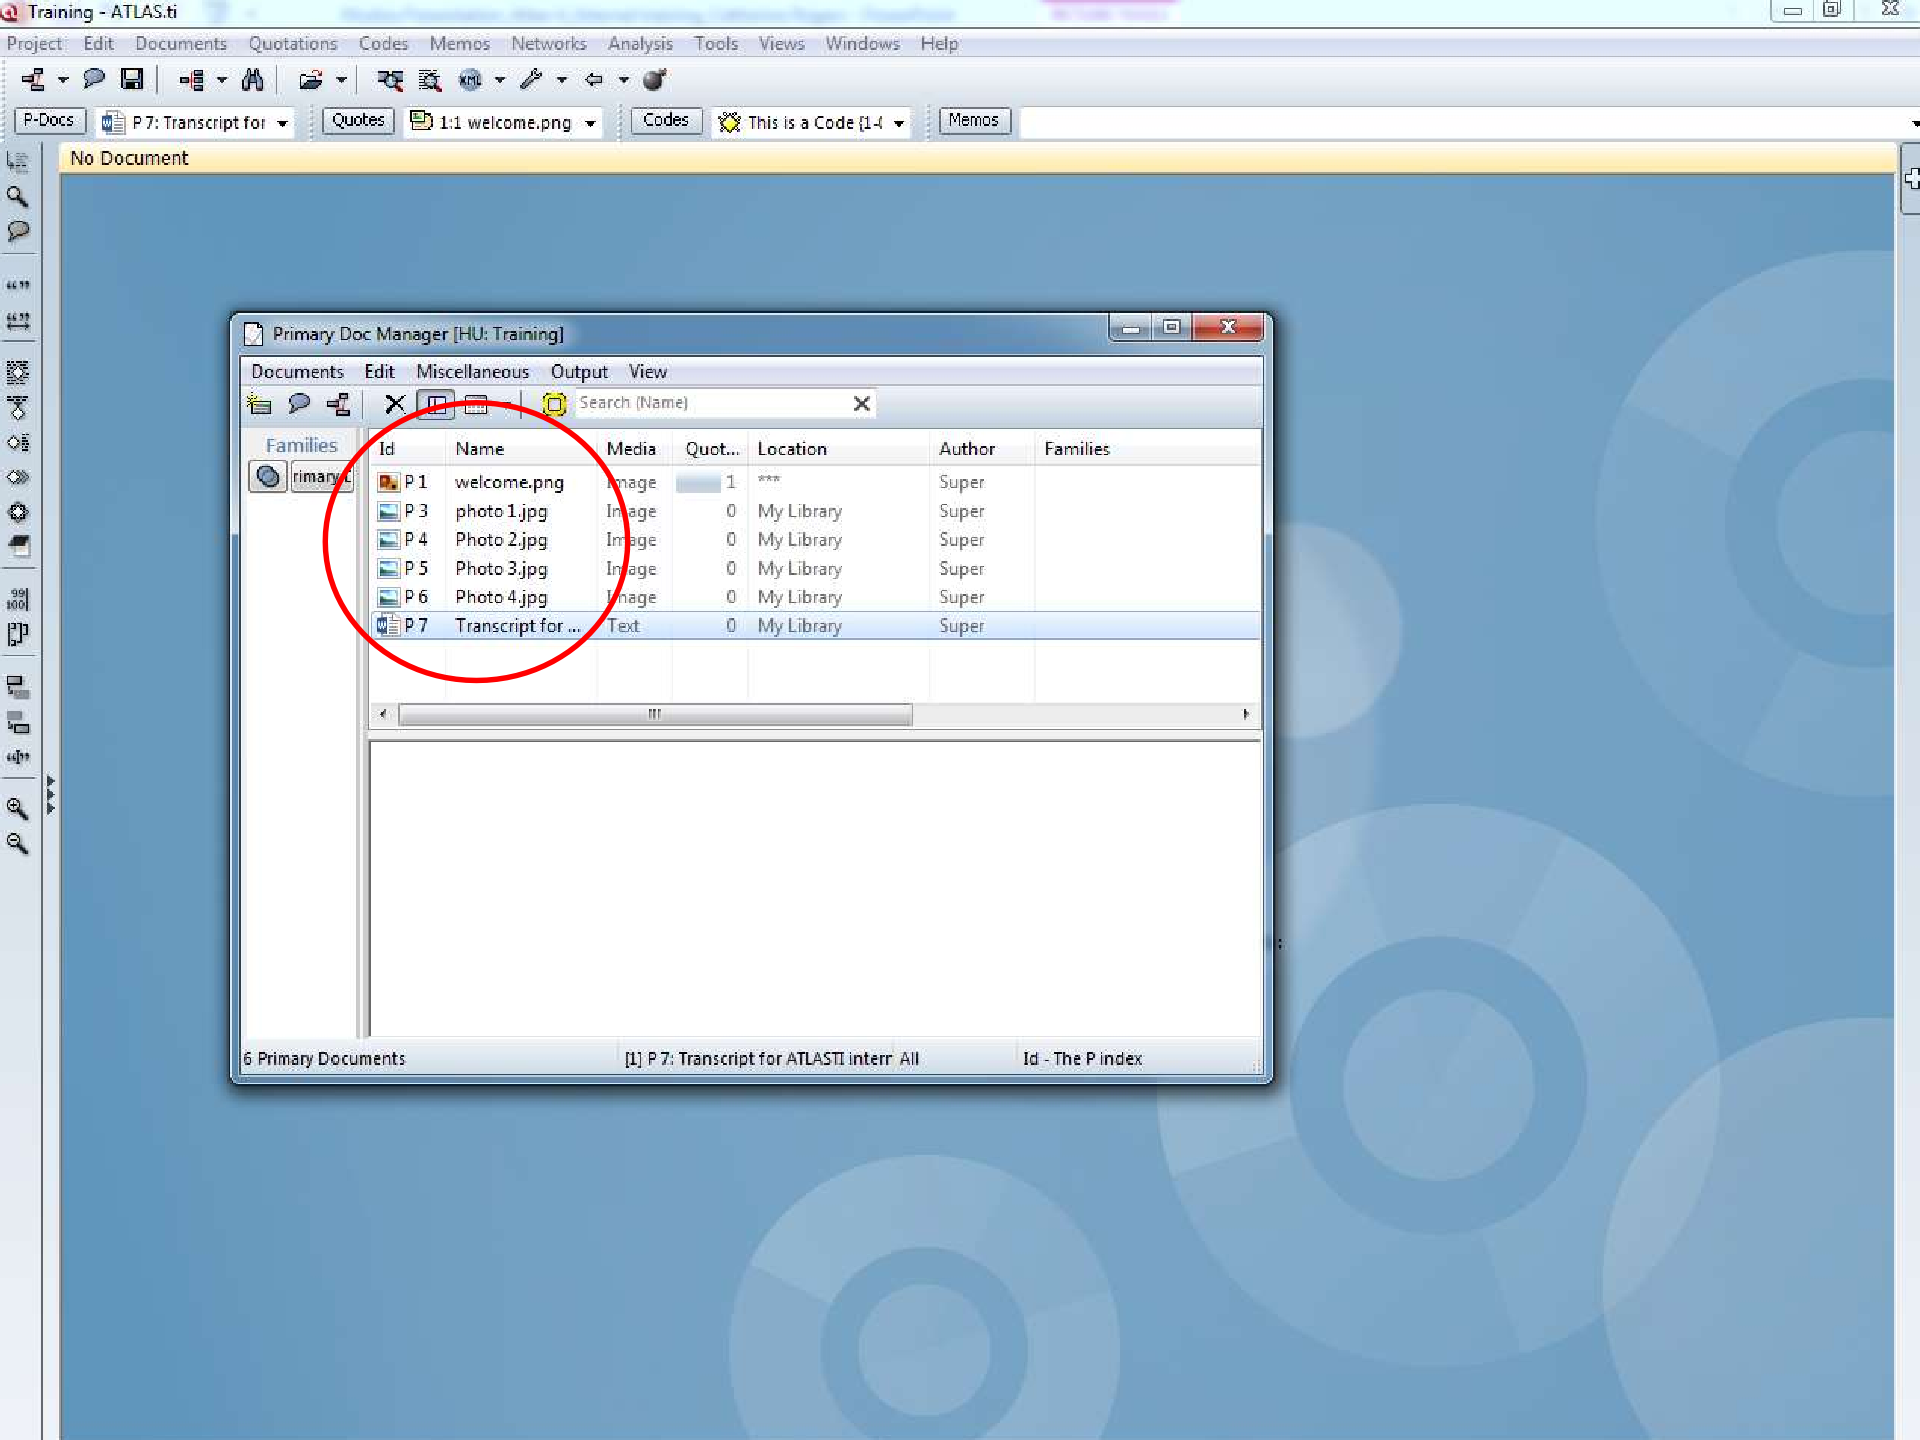 Training - ATLAS.ti
Project Edit Documents Quotations Codes Memos Networks Analysis Tools Views Windows Help
P-Docs P 7: Transcript for Quotes 1:1 welcome.png Codes This is a Code {1-( Memos
No Document
Primary Doc Manager [HU: Training]
Documents Edit Miscellaneous Output View
Search (Name)
Families
rimary
Id Name Media Quot... Location Author Families
P 1 welcome.png Image 1 *** Super
P 3 photo 1.jpg Image 0 My Library Super
P 4 Photo 2.jpg Image 0 My Library Super
P 5 Photo 3.jpg Image 0 My Library Super
P 6 Photo 4.jpg Image 0 My Library Super
P 7 Transcript for ... Text 0 My Library Super
6 Primary Documents [1] P 7: Transcript for ATLASTI interr All Id - The P index